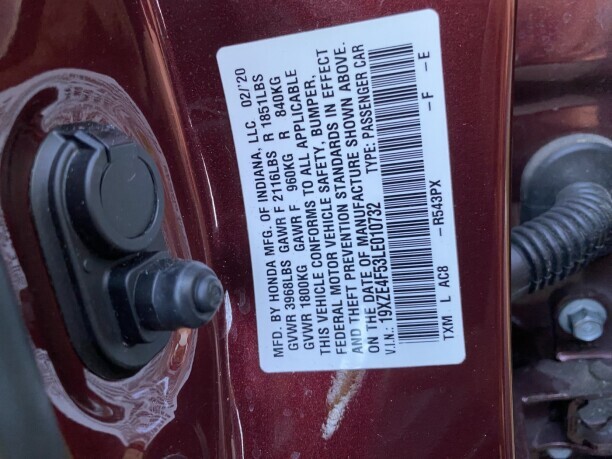 MFD. BY HONDA MFG. OF INDIANA, LLC 02/'20
GVWR 3968LBS GAWR F 2116LBS R 1851LBS
GVWR 1800KG GAWR F 960KG R 840KG
THIS VEHICLE CONFORMS TO ALL APPLICABLE
FEDERAL MOTOR VEHICLE SAFETY, BUMPER,
AND THEFT PREVENTION STANDARDS IN EFFECT
ON THE DATE OF MANUFACTURE SHOWN ABOVE.
V.I.N.: 19XZE4F53LE010732 TYPE: PASSENGER CAR
TXM L AC8 -R543PX -F -E